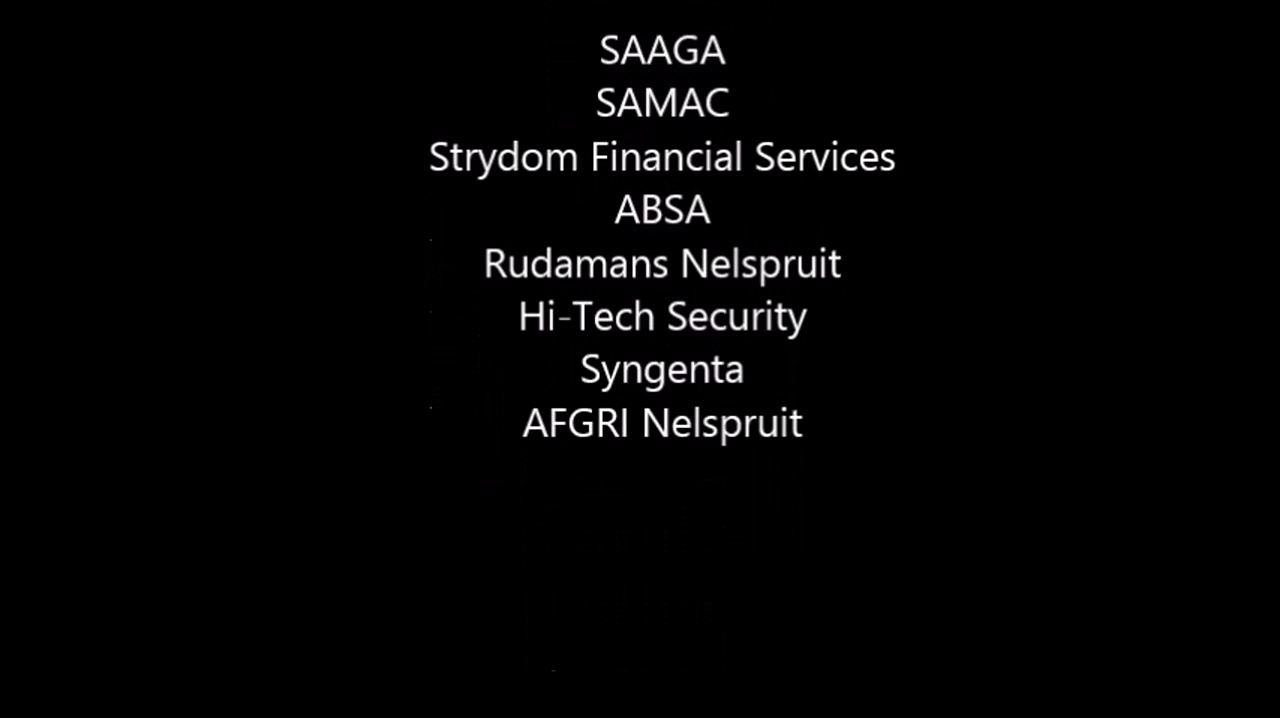 SAAGA
SAMAC
Strydom Financial Services
ABSA
Rudamans Nelspruit
Hi-Tech Security
Syngenta
AFGRI Nelspruit